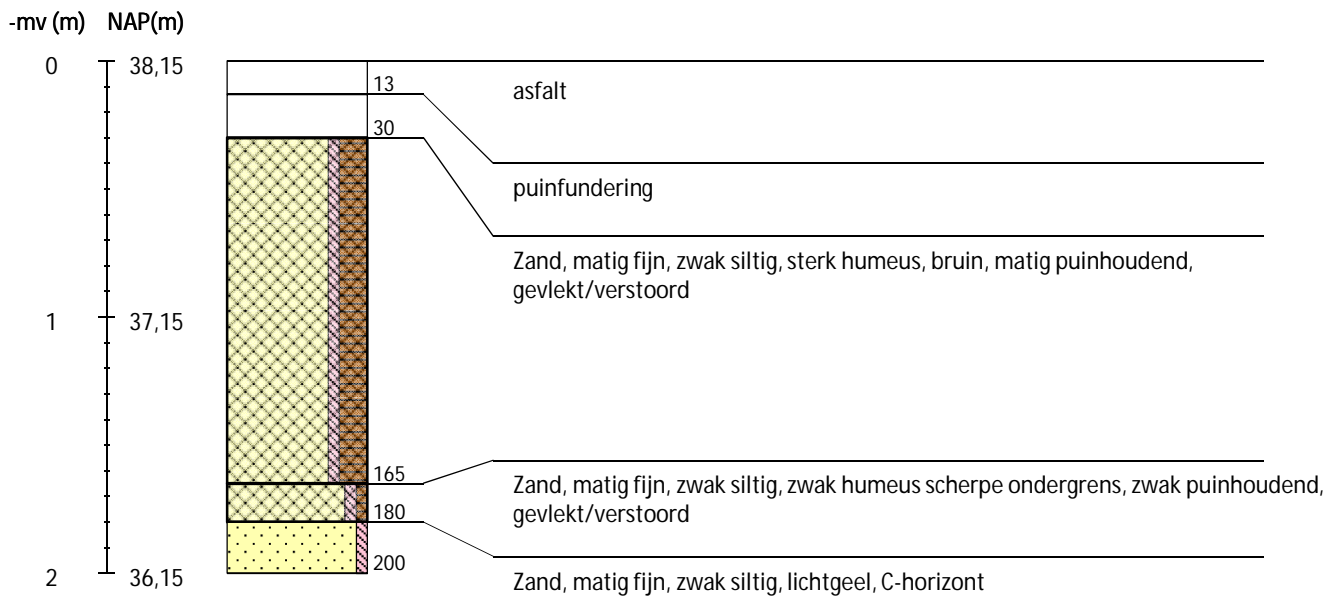 -mv (m) NAP(m)
0 38,15
13
asfalt
30
puinfundering
Zand, matig fijn, zwak siltig, sterk humeus, bruin, matig puinhoudend,
gevlekt/verstoord
1 37,15
165
Zand, matig fijn, zwak siltig, zwak humeus scherpe ondergrens, zwak puinhoudend,
gevlekt/verstoord
180
200
2 36,15
Zand, matig fijn, zwak siltig, lichtgeel, C-horizont